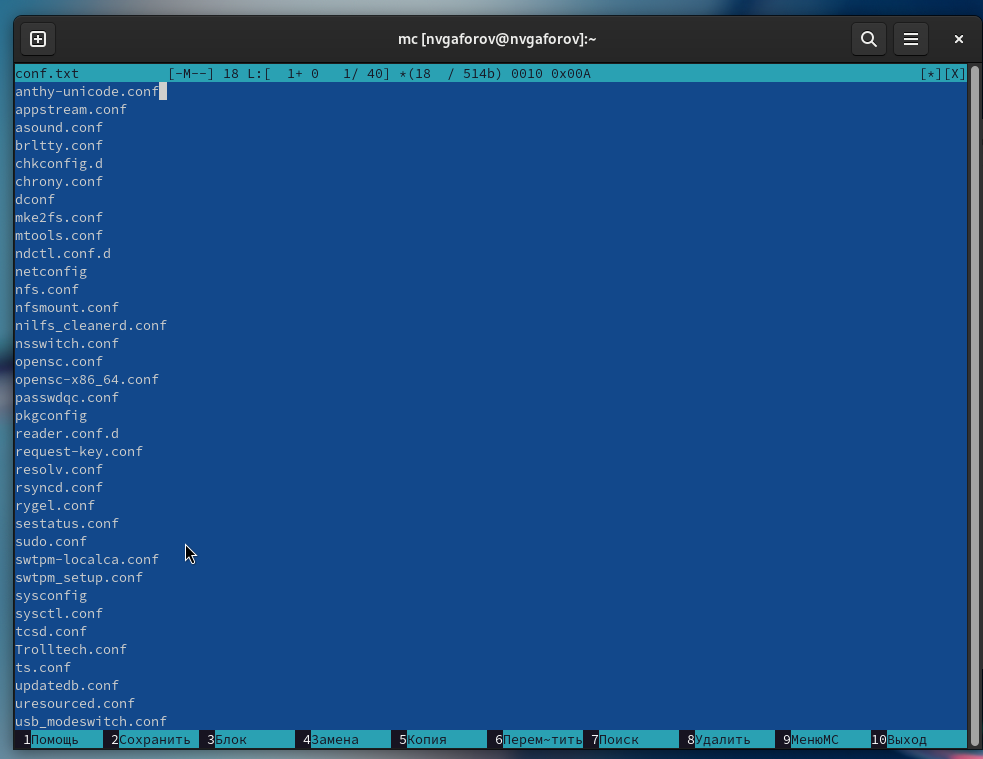 mc [nvgaforov@nvgaforov]:~
conf.txt [-M--] 18 L:[ 1+ 0 1/ 40] *(18 / 514b) 0010 0x00A [*][X]
anthy-unicode.conf
appstream.conf
asound.conf
brltty.conf
chkconfig.d
chrony.conf
dconf
mke2fs.conf
mtools.conf
ndctl.conf.d
netconfig
nfs.conf
nfsmount.conf
nilfs_cleanerd.conf
nsswitch.conf
opensc.conf
opensc-x86_64.conf
passwdqc.conf
pkgconfig
reader.conf.d
request-key.conf
resolv.conf
rsyncd.conf
rygel.conf
sestatus.conf
sudo.conf
swtpm-localca.conf
swtpm_setup.conf
sysconfig
sysctl.conf
tcsd.conf
Trolltech.conf
ts.conf
updatedb.conf
uresourced.conf
usb_modeswitch.conf
1Помощь 2Сохранить 3Блок 4Замена 5Копия 6Перем~тить 7Поиск 8Удалить 9МенюMC 10Выход